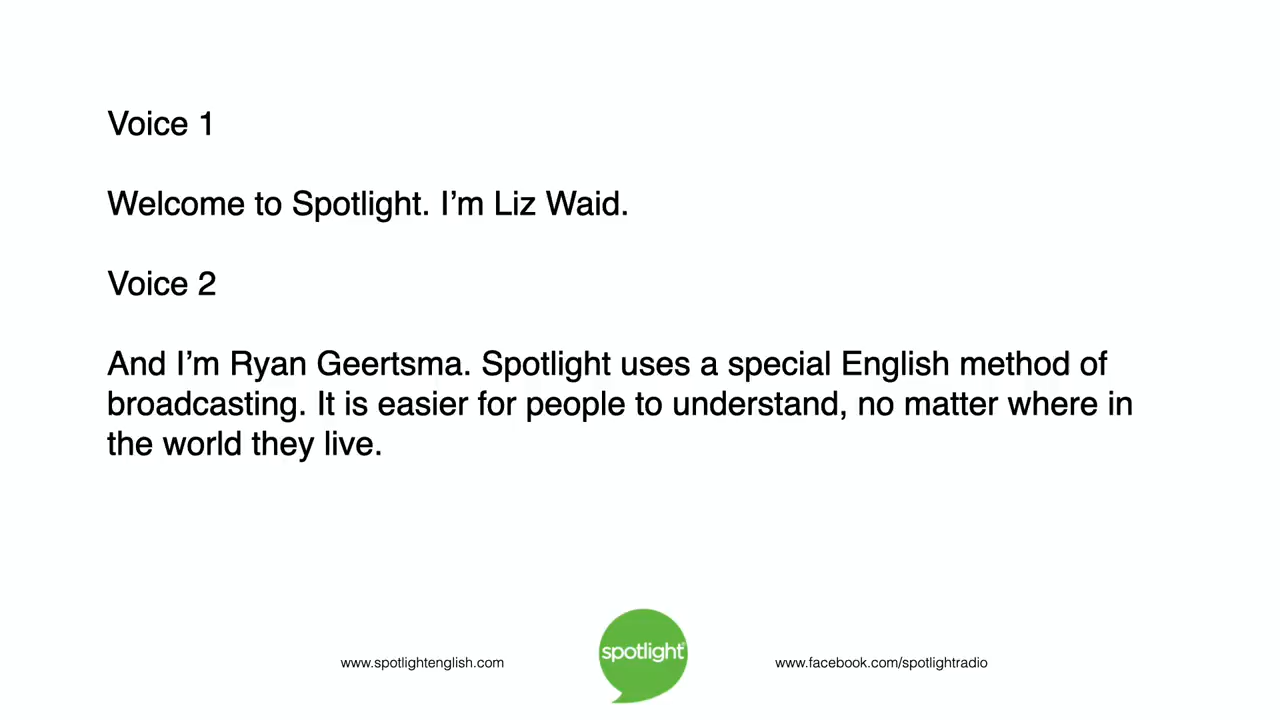 Voice 1
Welcome to Spotlight. I’m Liz Waid.
Voice 2
And I’m Ryan Geertsma. Spotlight uses a special English method of
broadcasting. It is easier for people to understand, no matter where in
the world they live.
www.spotlightenglish.com
spotlight
www.facebook.com/spotlightradio